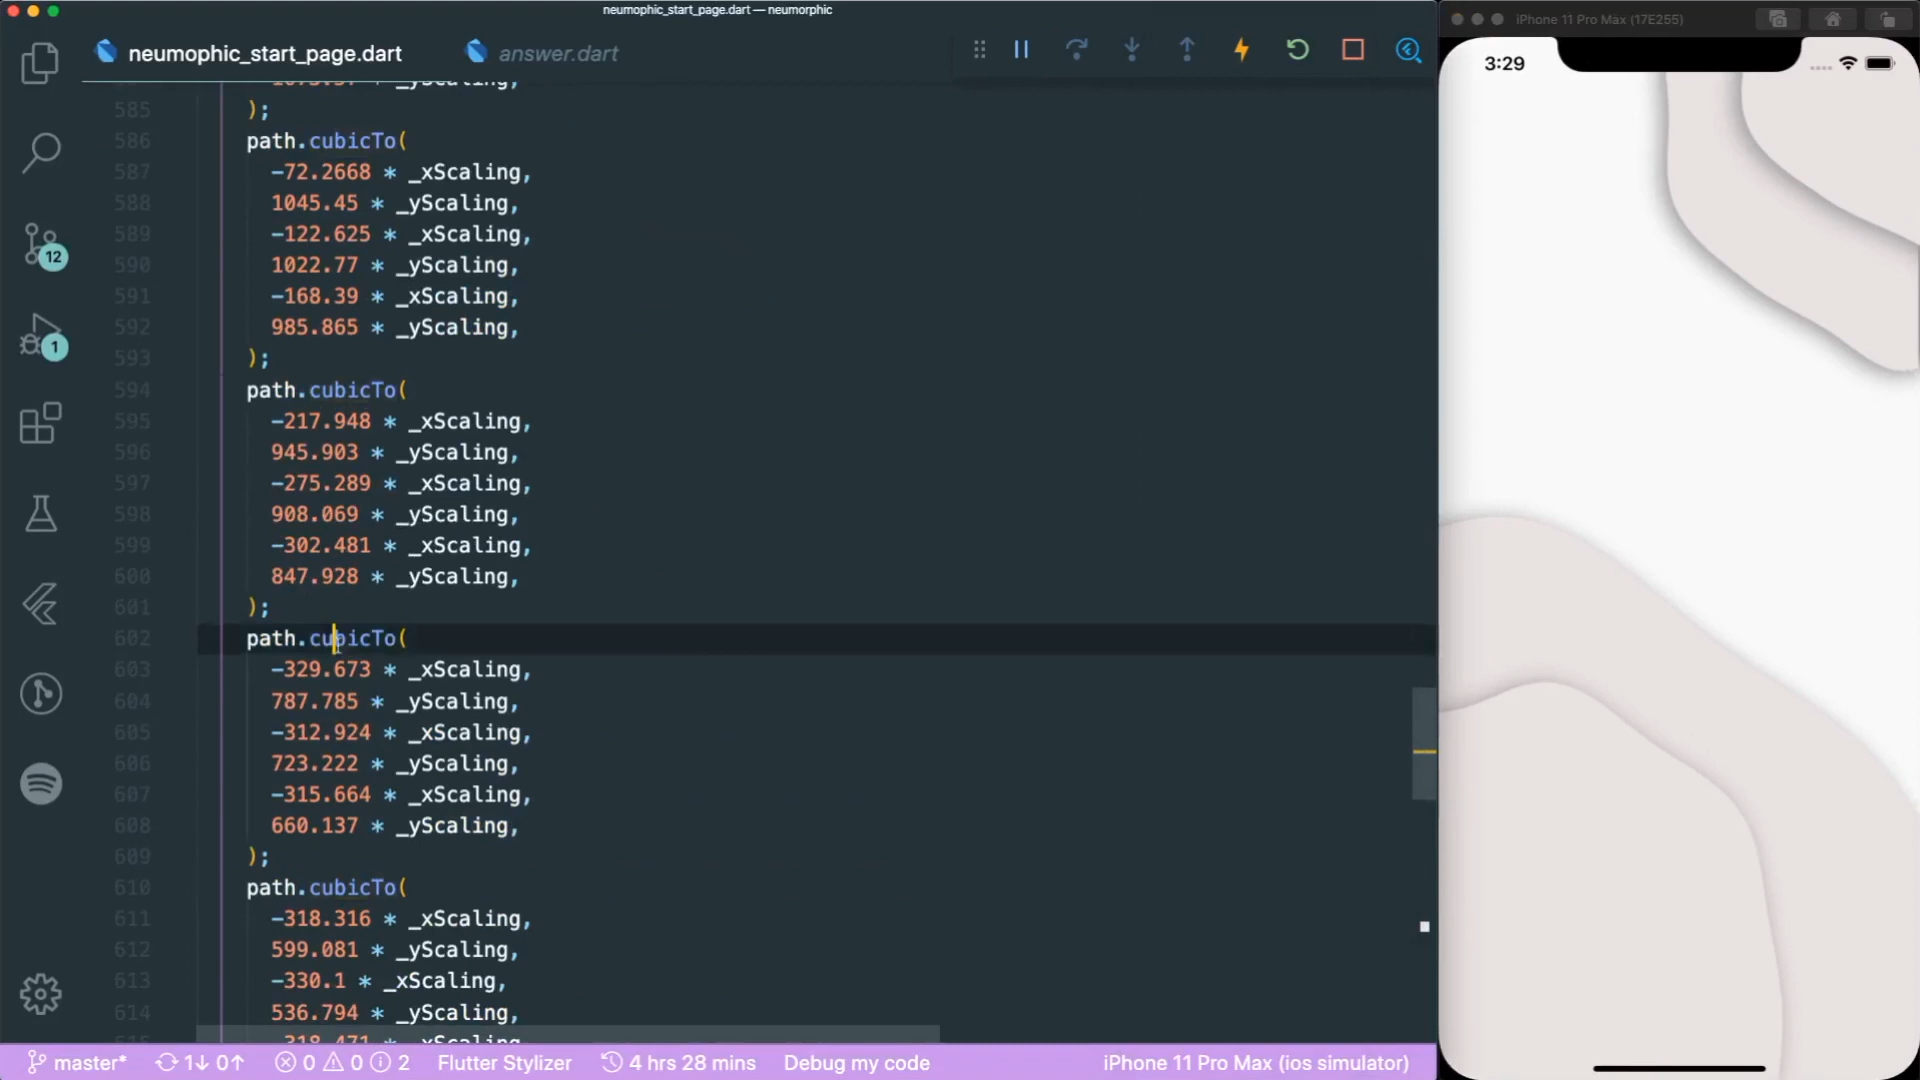 neumophic_start_page.dart — neumorphic
iPhone 11 Pro Max (17E255)
neumophic_start_page.dart
answer.dart
3:29
* _yScaling,
585 );
586 path.cubicTo(
587 -72.2668 * _xScaling,
588 1045.45 * _yScaling,
589 -122.625 * _xScaling,
590 1022.77 * _yScaling,
591 -168.39 * _xScaling,
592 985.865 * _yScaling,
593 );
594 path.cubicTo(
595 -217.948 * _xScaling,
596 945.903 * _yScaling,
597 -275.289 * _xScaling,
598 908.069 * _yScaling,
599 -302.481 * _xScaling,
600 847.928 * _yScaling,
601 );
602 path.cubicTo(
603 -329.673 * _xScaling,
604 787.785 * _yScaling,
605 -312.924 * _xScaling,
606 723.222 * _yScaling,
607 -315.664 * _xScaling,
608 660.137 * _yScaling,
609 );
610 path.cubicTo(
611 -318.316 * _xScaling,
612 599.081 * _yScaling,
613 -330.1 * _xScaling,
614 536.794 * _yScaling,
615 -318.471 * _xScaling,
12
1
master* 1↓ 0↑ 0 0 2 Flutter Stylizer 4 hrs 28 mins Debug my code iPhone 11 Pro Max (ios simulator)